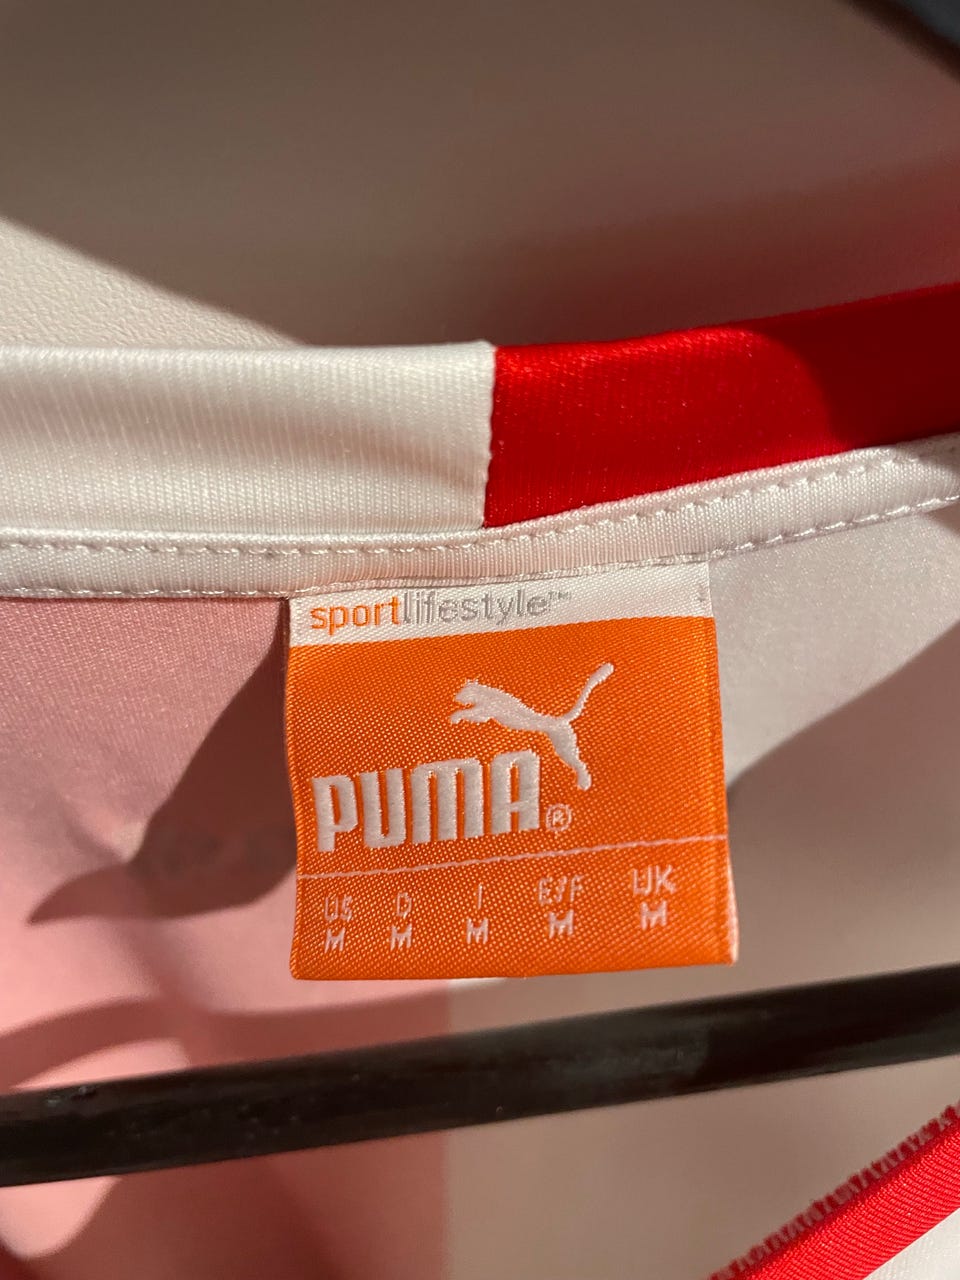 sportlifestyle™
PUMA®
US D I E/F UK
M M M M M